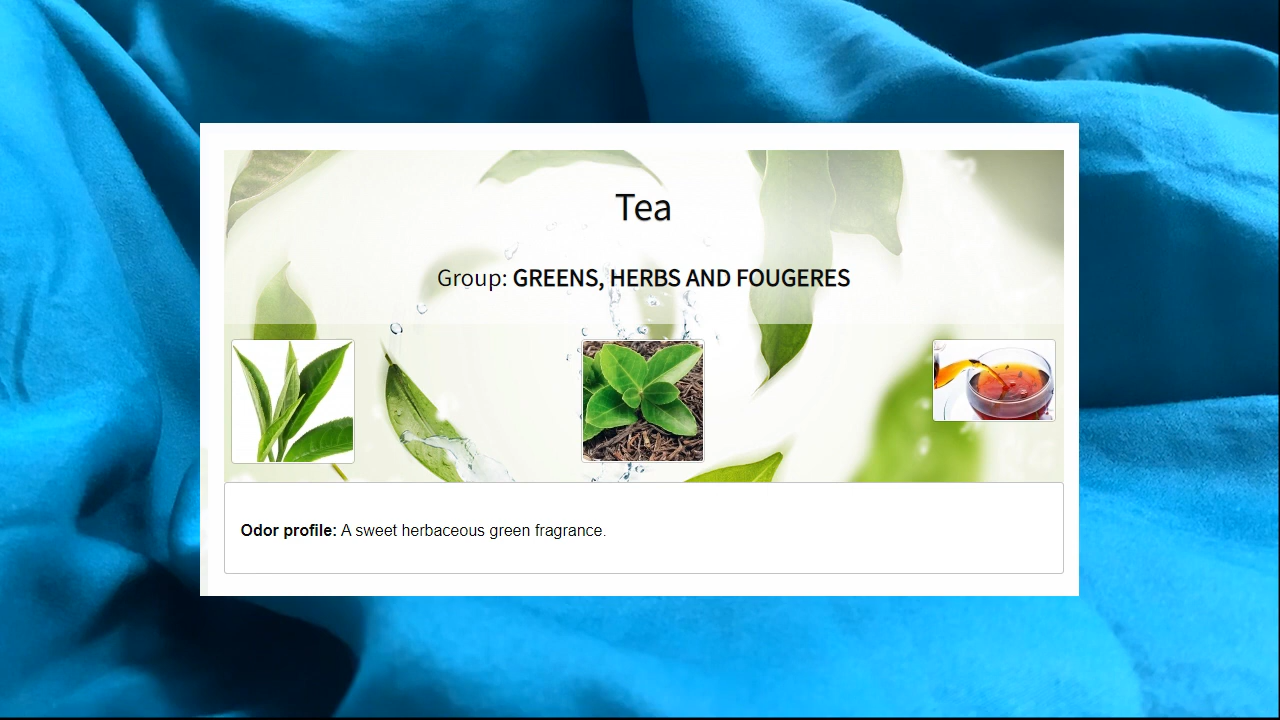 Tea
Group: GREENS, HERBS AND FOUGERES
Odor profile: A sweet herbaceous green fragrance.